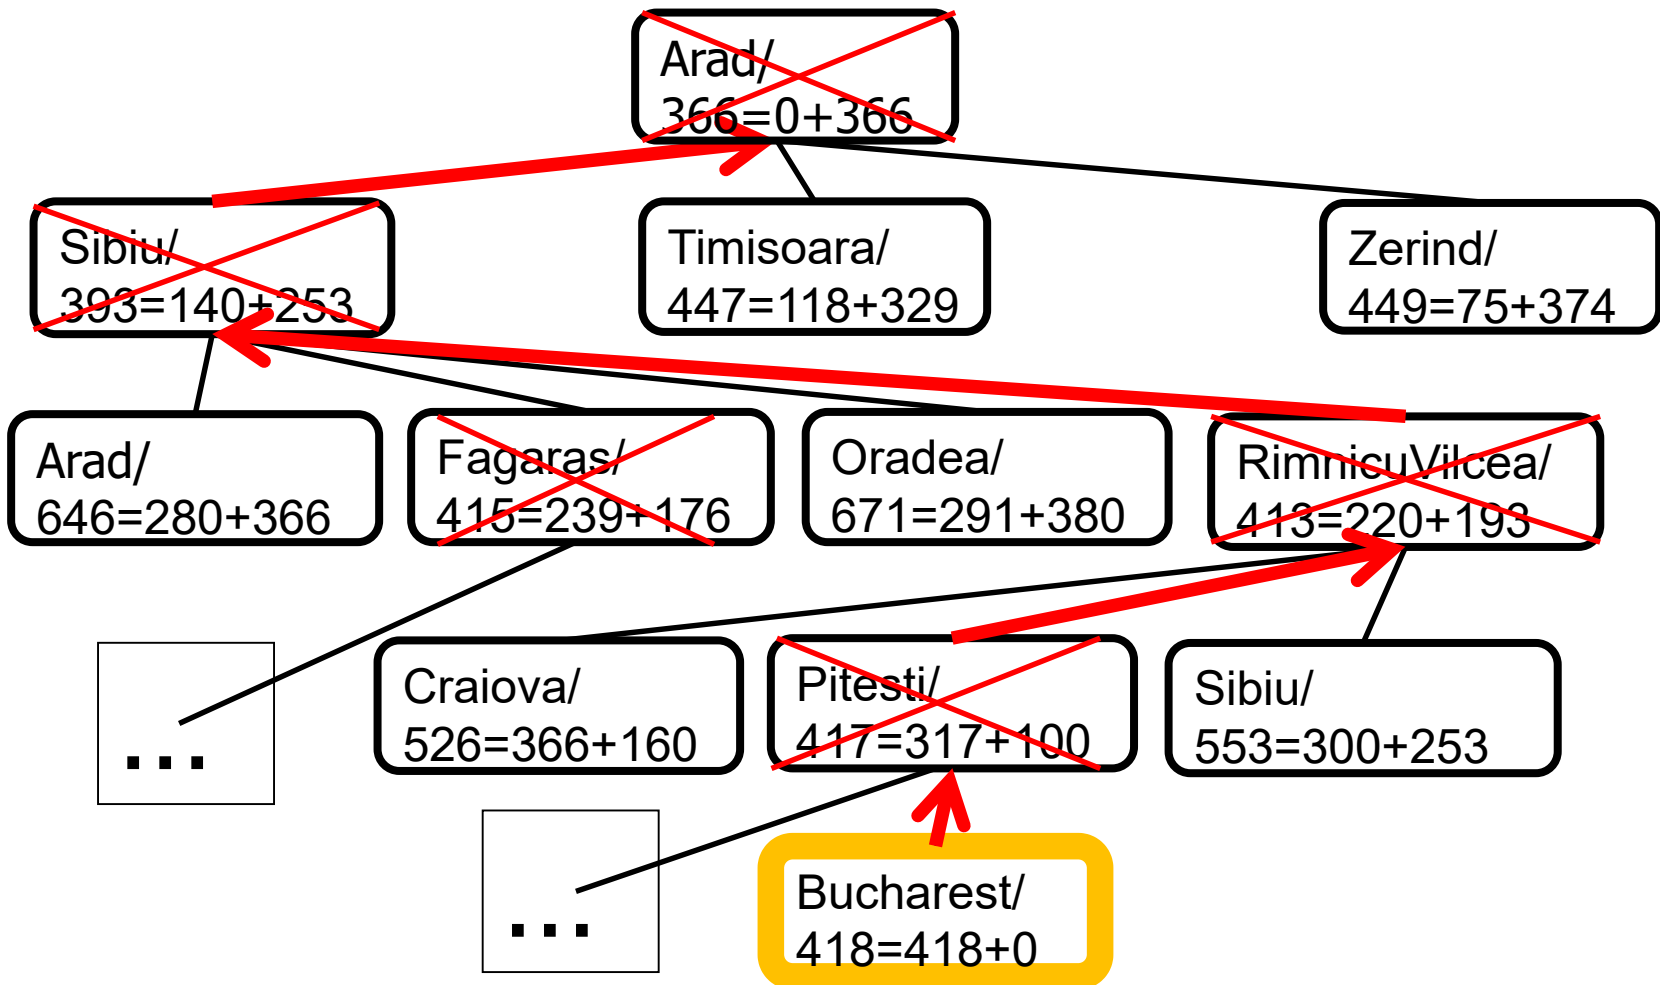 Arad/
366=0+366
Sibiu/
393=140+253
Timisoara/
447=118+329
Zerind/
449=75+374
Arad/
646=280+366
Fagaras/
415=239+176
Oradea/
671=291+380
RimnicuVilcea/
413=220+193
...
Craiova/
526=366+160
Pitesti/
417=317+100
Sibiu/
553=300+253
...
Bucharest/
418=418+0